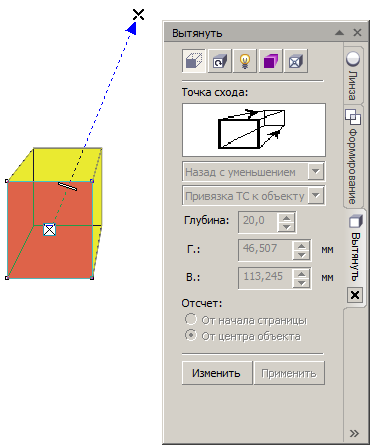 Вытянуть
Точка схода:
Назад с уменьшением
Привязка ТС к объекту
Глубина: 20,0
Г.: 46,507 мм
В.: 113,245 мм
Отсчет:
От начала страницы
От центра объекта
Изменить
Применить
Линза
Формирование
Вытянуть